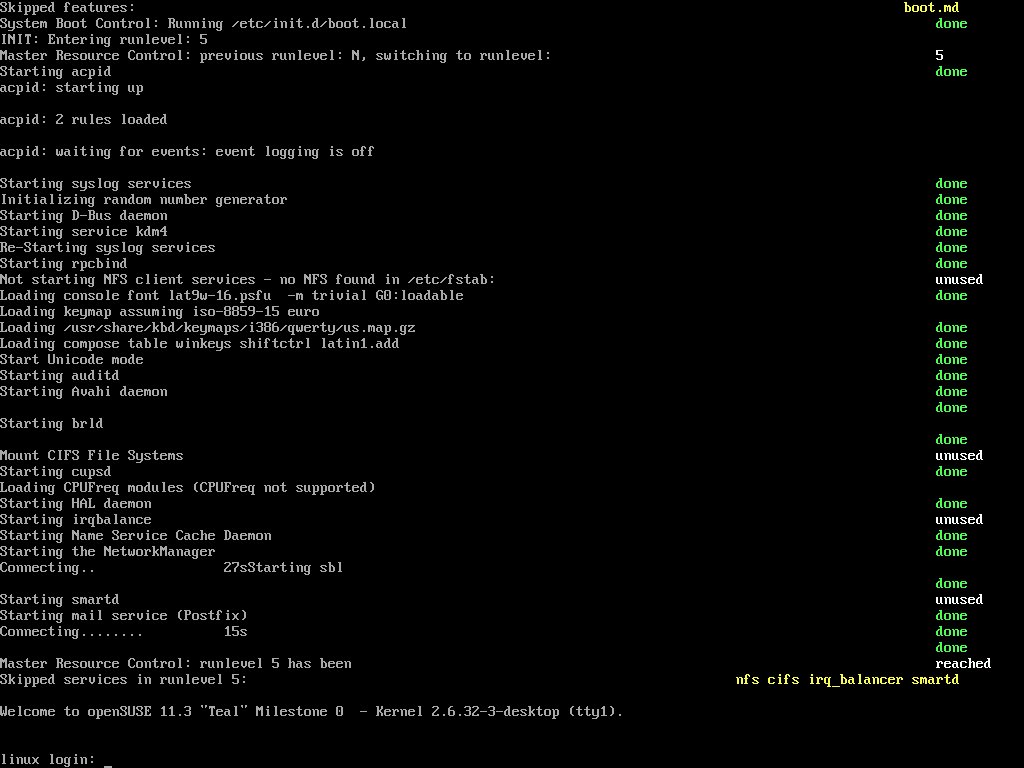 Skipped features: boot.md
System Boot Control: Running /etc/init.d/boot.local done
INIT: Entering runlevel: 5
Master Resource Control: previous runlevel: N, switching to runlevel: 5
Starting acpid done
acpid: starting up
acpid: 2 rules loaded
acpid: waiting for events: event logging is off
Starting syslog services done
Initializing random number generator done
Starting D-Bus daemon done
Starting service kdm4 done
Re-Starting syslog services done
Starting rpcbind done
Not starting NFS client services - no NFS found in /etc/fstab: unused
Loading console font lat9w-16.psfu  -m trivial G0:loadable done
Loading keymap assuming iso-8859-15 euro
Loading /usr/share/kbd/keymaps/i386/qwerty/us.map.gz done
Loading compose table winkeys shiftctrl latin1.add done
Start Unicode mode done
Starting auditd done
Starting Avahi daemon done
done
Starting brld
done
Mount CIFS File Systems unused
Starting cupsd done
Loading CPUFreq modules (CPUFreq not supported)
Starting HAL daemon done
Starting irqbalance unused
Starting Name Service Cache Daemon done
Starting the NetworkManager done
Connecting.. 27sStarting sbl
done
Starting smartd unused
Starting mail service (Postfix) done
Connecting........ 15s done
done
Master Resource Control: runlevel 5 has been reached
Skipped services in runlevel 5: nfs cifs irq_balancer smartd
Welcome to openSUSE 11.3 "Teal" Milestone 0  - Kernel 2.6.32-3-desktop (tty1).
linux login: _